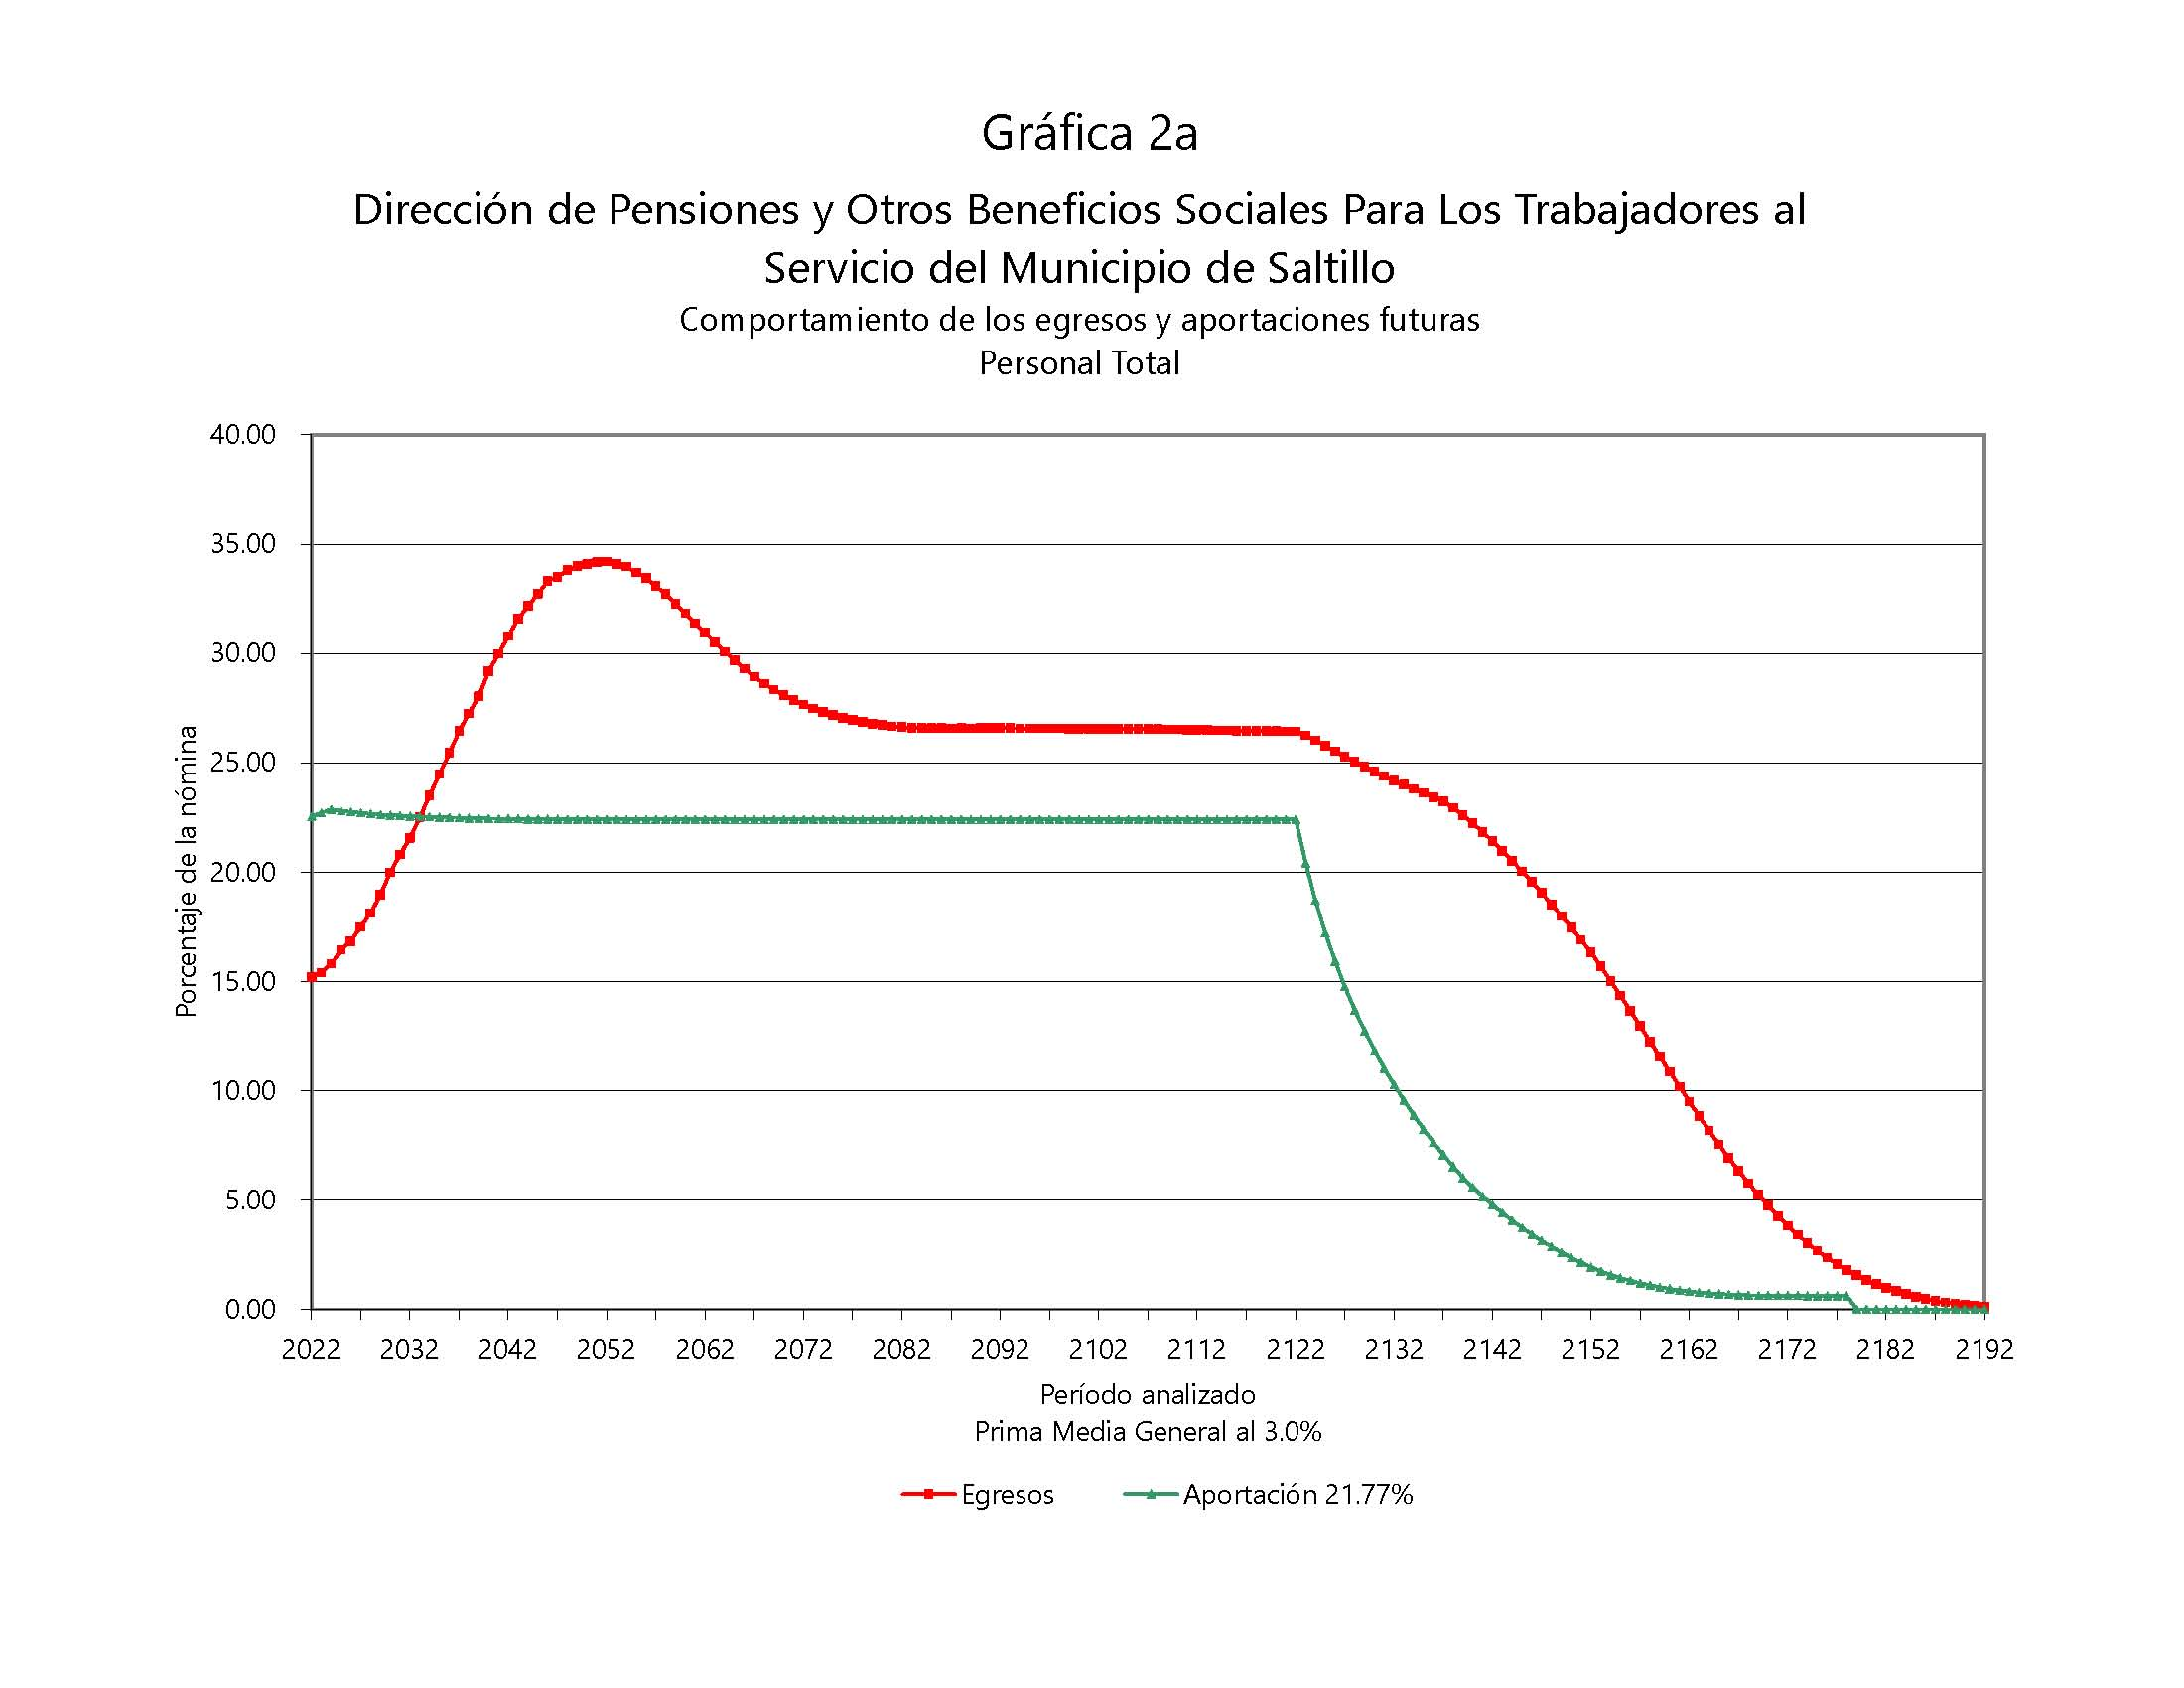 Gráfica 2a
Dirección de Pensiones y Otros Beneficios Sociales Para Los Trabajadores al
Servicio del Municipio de Saltillo
Comportamiento de los egresos y aportaciones futuras
Personal Total
40.00
35.00
30.00
25.00
20.00
15.00
10.00
5.00
0.00
Porcentaje de la nómina
2022 2032 2042 2052 2062 2072 2082 2092 2102 2112 2122 2132 2142 2152 2162 2172 2182 2192
Período analizado
Prima Media General al 3.0%
Egresos Aportación 21.77%